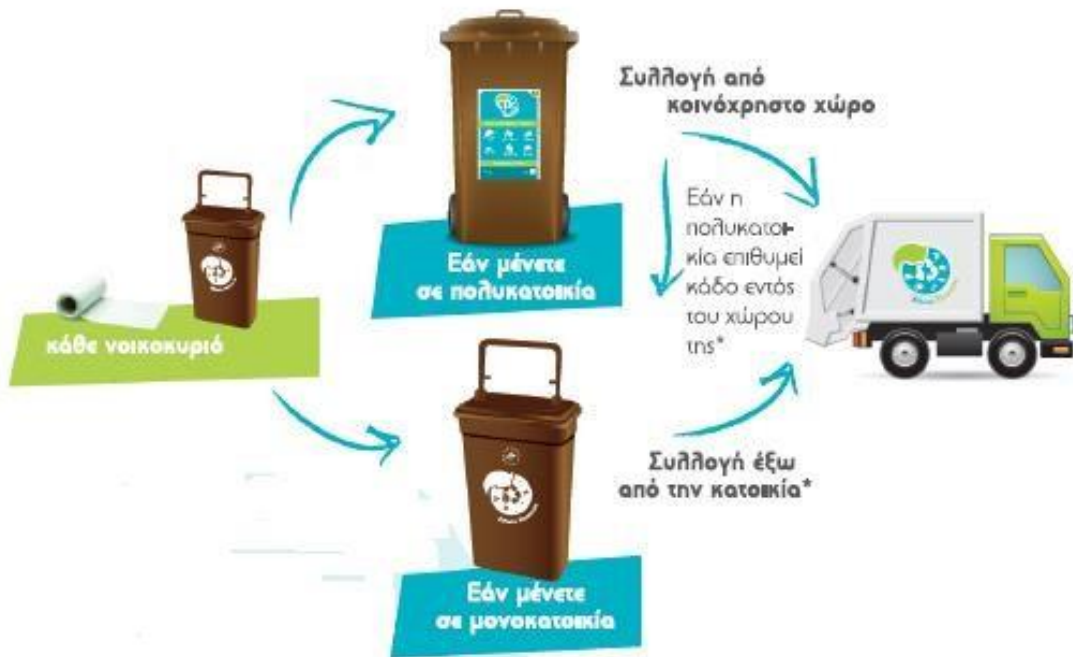 Συλλογή από
κοινόχρηστο χώρο
Εάν η
πολυκατοι-
κία επιθυμεί
κάδο εντός
του χώρου
της*
Εάν μένετε
σε πολυκατοικία
κάθε νοικοκυριό
Συλλογή έξω
από την κατοικία*
Εάν μένετε
σε μονοκατοικία